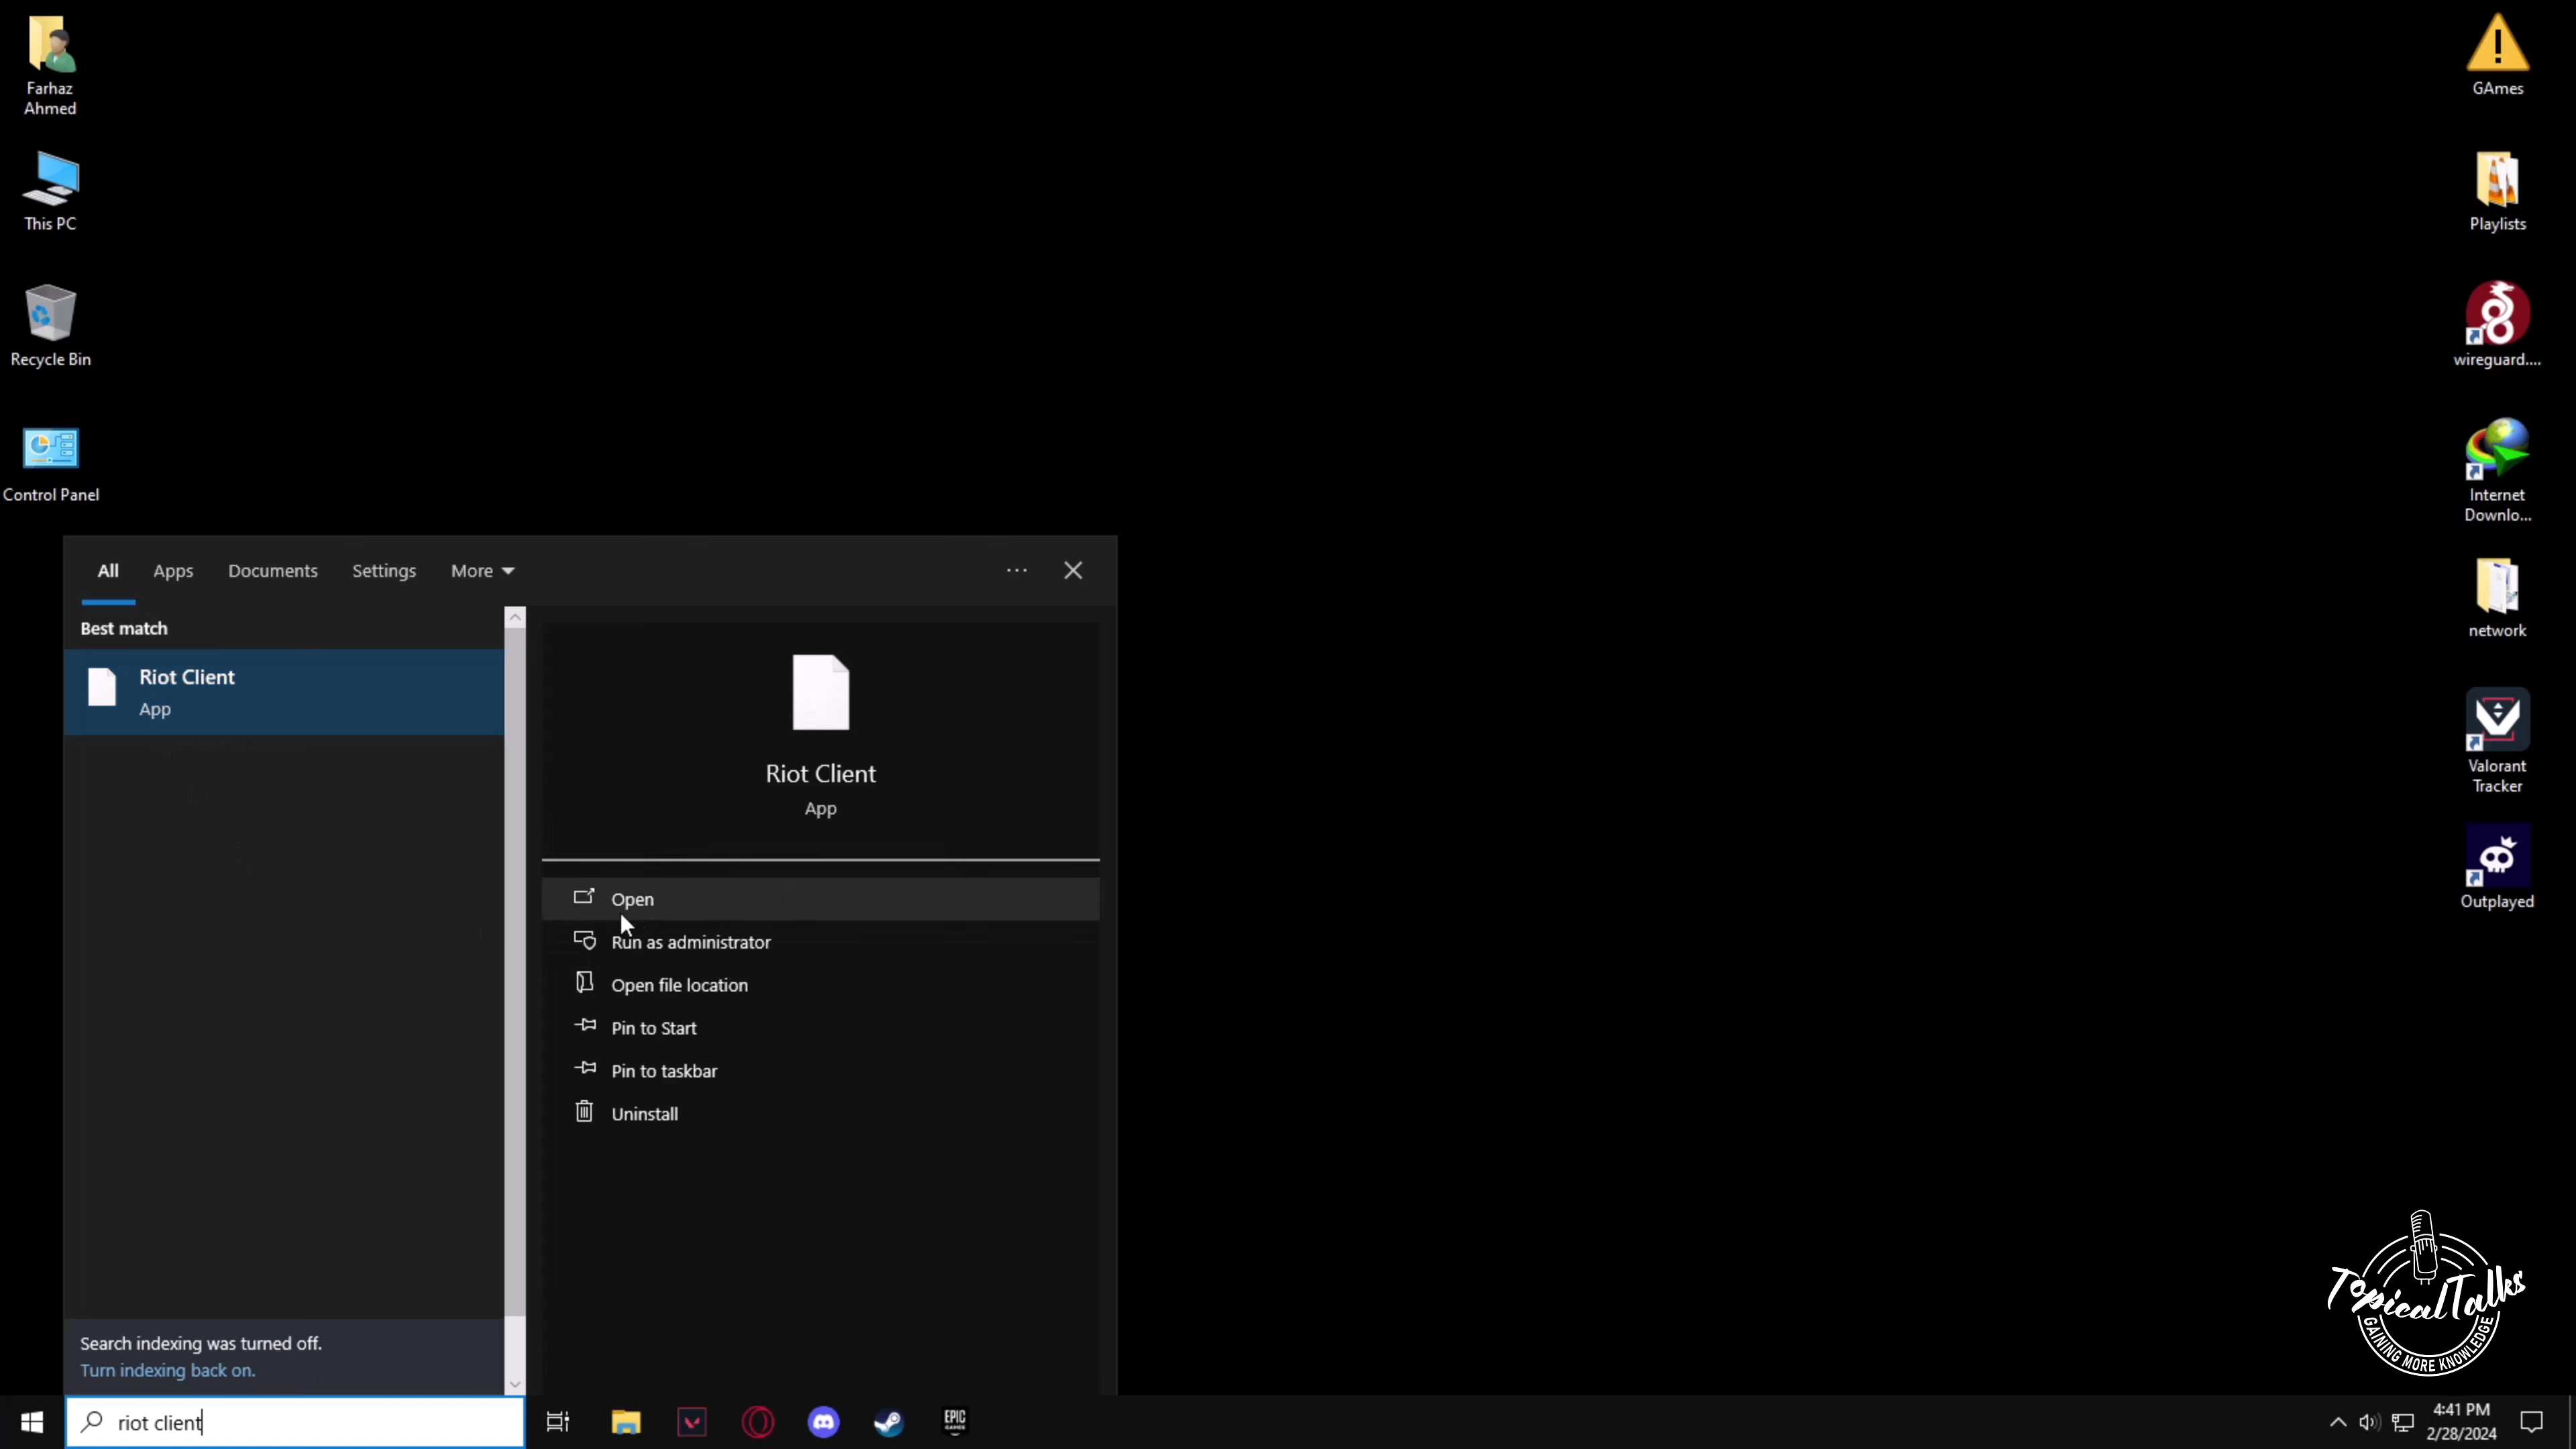 Farhaz
Ahmed
This PC
Recycle Bin
Control Panel
GAmes
Playlists
wireguard....
Internet
Downlo...
network
Valorant
Tracker
Outplayed
All
Apps
Documents
Settings
More
Best match
Riot Client
App
Riot Client
App
Open
Run as administrator
Open file location
Pin to Start
Pin to taskbar
Uninstall
Search indexing was turned off.
Turn indexing back on.
riot client
EPIC
GAMES
4:41 PM
2/28/2024
TopicalTalks
GAINING MORE KNOWLEDGE